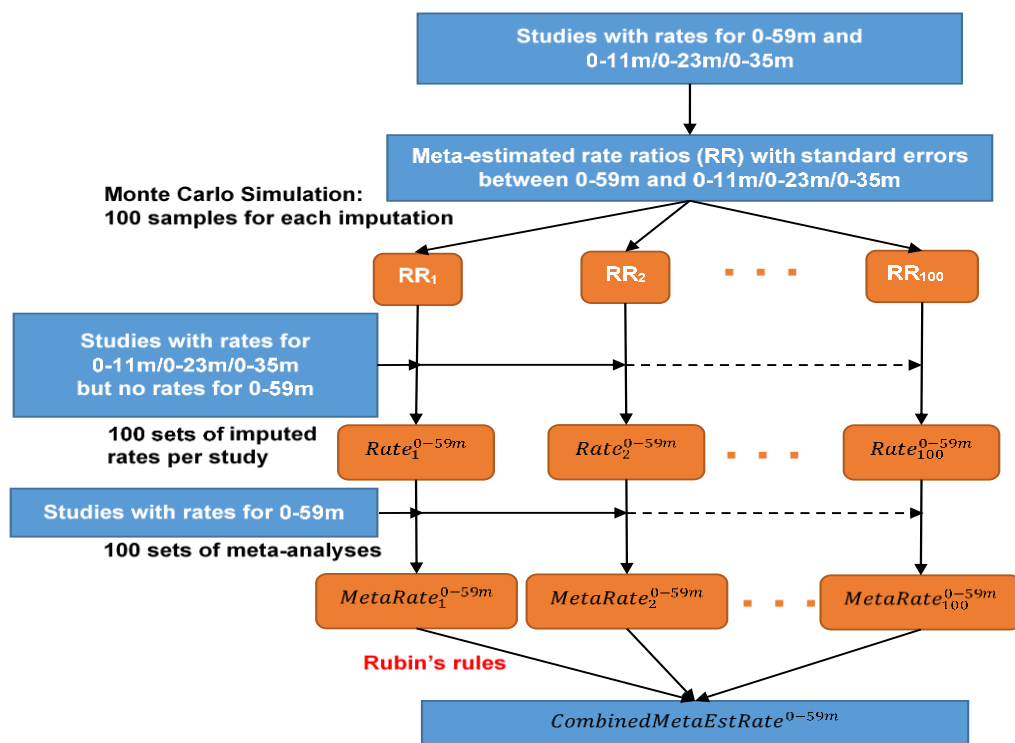 Studies with rates for 0-59m and
0-11m/0-23m/0-35m
Meta-estimated rate ratios (RR) with standard errors
between 0-59m and 0-11m/0-23m/0-35m
Monte Carlo Simulation:
100 samples for each imputation
RR₁
RR₂
RR₁₀₀
Studies with rates for
0-11m/0-23m/0-35m
but no rates for 0-59m
100 sets of imputed
rates per study
Rate₁^{0−59m}
Rate₂^{0−59m}
Rate₁₀₀^{0−59m}
Studies with rates for 0-59m
100 sets of meta-analyses
MetaRate₁^{0−59m}
MetaRate₂^{0−59m}
MetaRate₁₀₀^{0−59m}
Rubin’s rules
CombinedMetaEstRate^{0−59m}